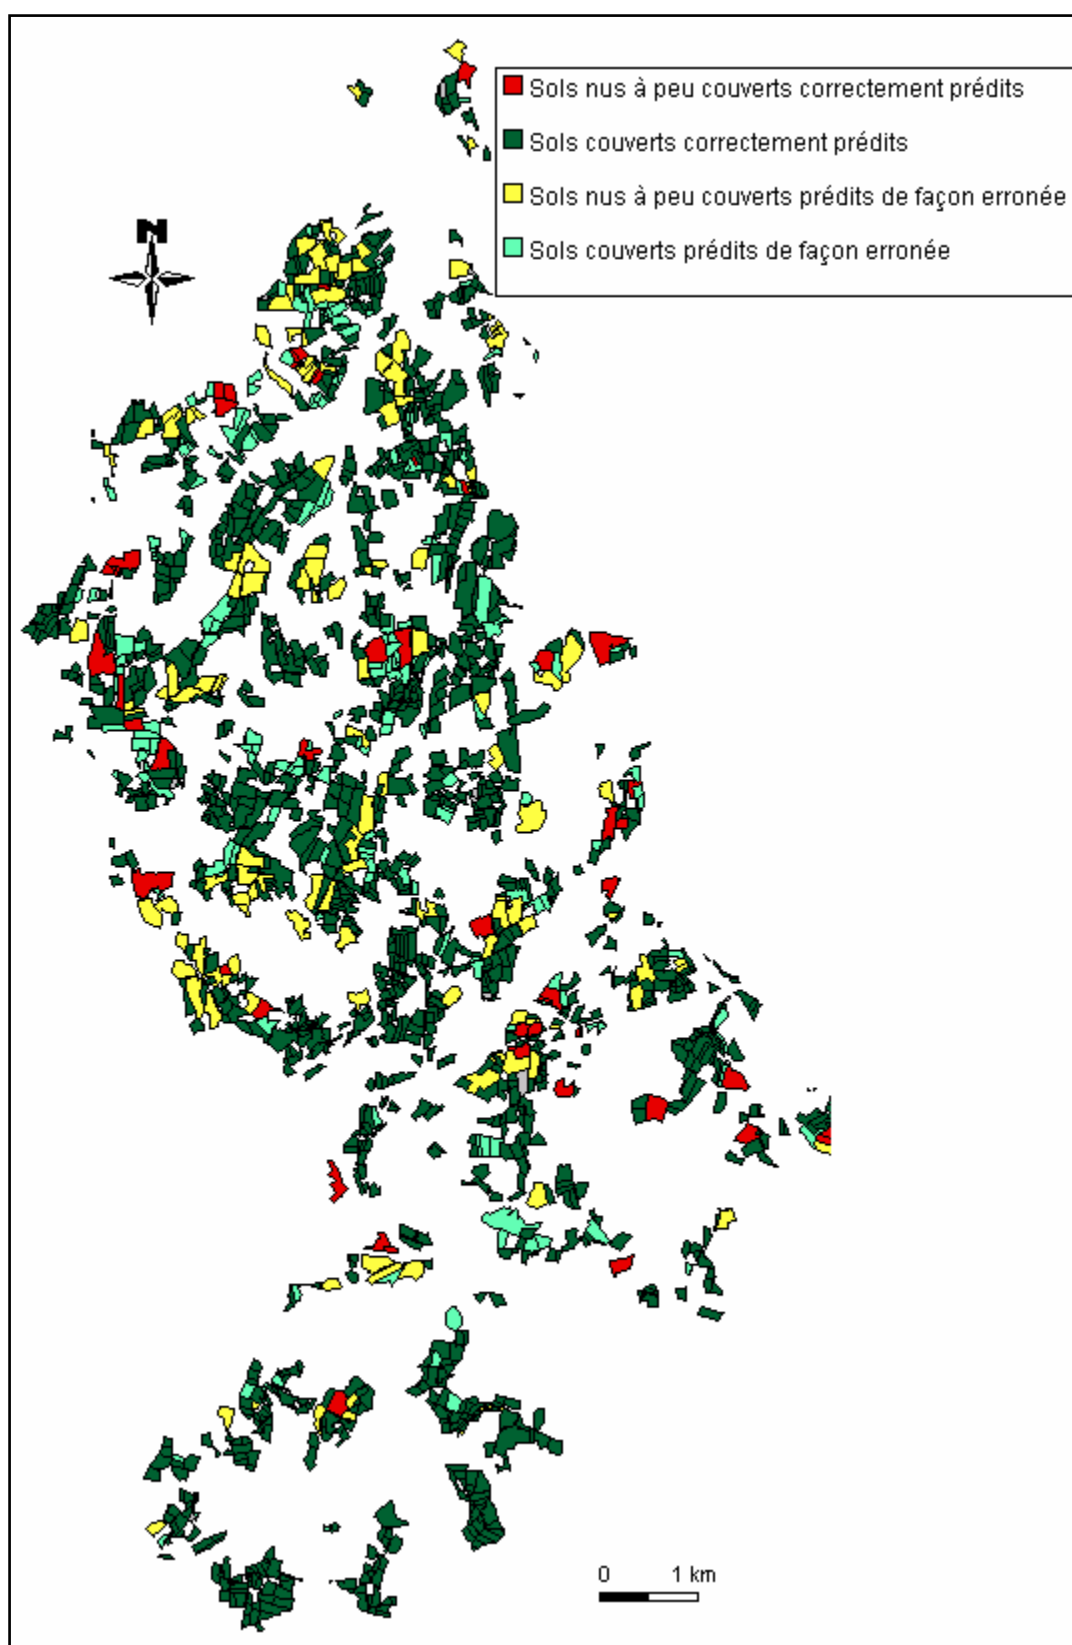 Sols nus à peu couverts correctement prédits
Sols couverts correctement prédits
Sols nus à peu couverts prédits de façon erronée
Sols couverts prédits de façon erronée
N
0 1 km